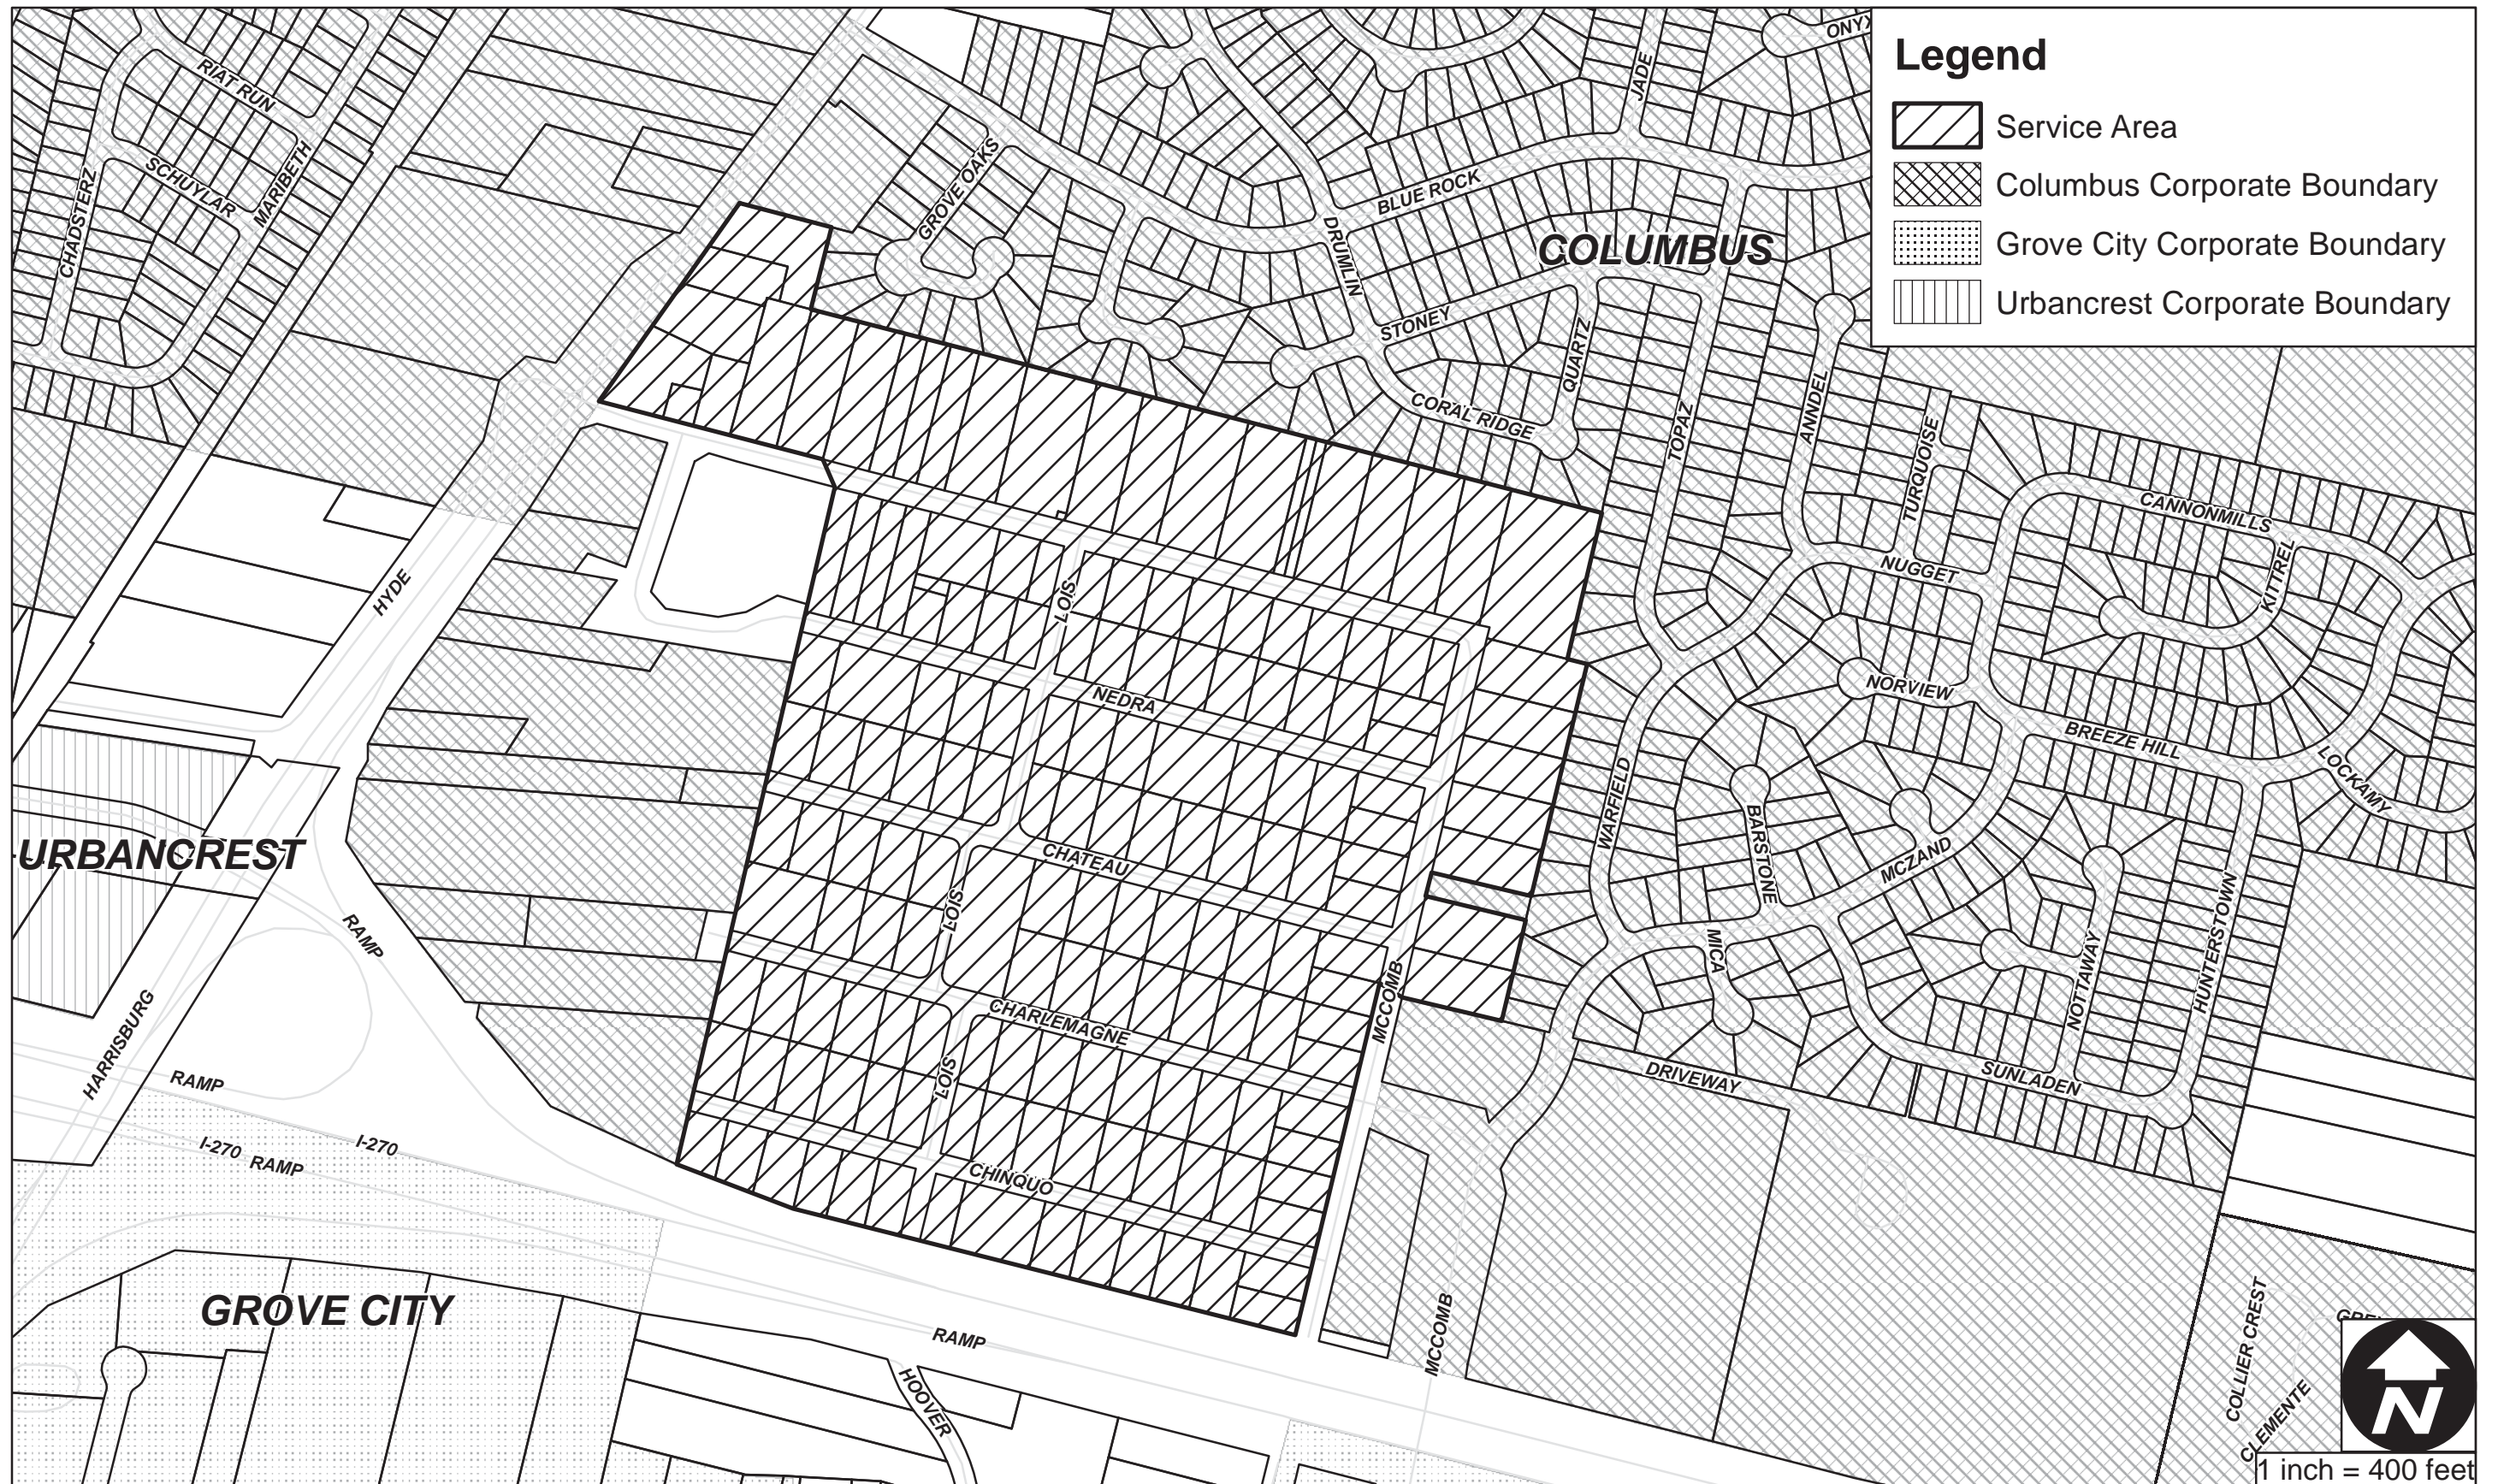 Legend
Service Area
Columbus Corporate Boundary
Grove City Corporate Boundary
Urbancrest Corporate Boundary
ONYX
JADE
RIAT RUN
SCHUYLAR
MARIBETH
CHADSTERZ
GROVE OAKS
BLUE ROCK
DRUMLIN
COLUMBUS
STONEY
QUARTZ
CORAL RIDGE
TOPAZ
ANNDEL
TURQUOISE
CANNONMILLS
KITTREL
NUGGET
HYDE
LOIS
NEDRA
NORVIEW
BREEZE HILL
LOCKAMY
WARFIELD
BARSTONE
MCZAND
URBANCREST
CHATEAU
LOIS
RAMP
MICA
NOTTAWAY
HUNTERSTOWN
HARRISBURG
MCCOMB
CHARLEMAGNE
LOIS
RAMP
DRIVEWAY
SUNLADEN
I-270
RAMP
I-270
CHINQUO
GROVE CITY
RAMP
MCCOMB
HOOVER
COLLIER CREST
CLEMENTE
N
1 inch = 400 feet